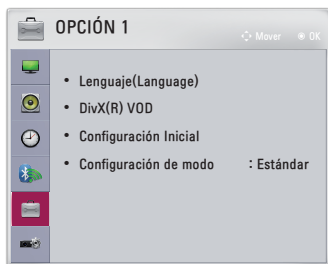 OPCIÓN 1
Mover OK
• Lenguaje(Language)
• DivX(R) VOD
• Configuración Inicial
• Configuración de modo : Estándar